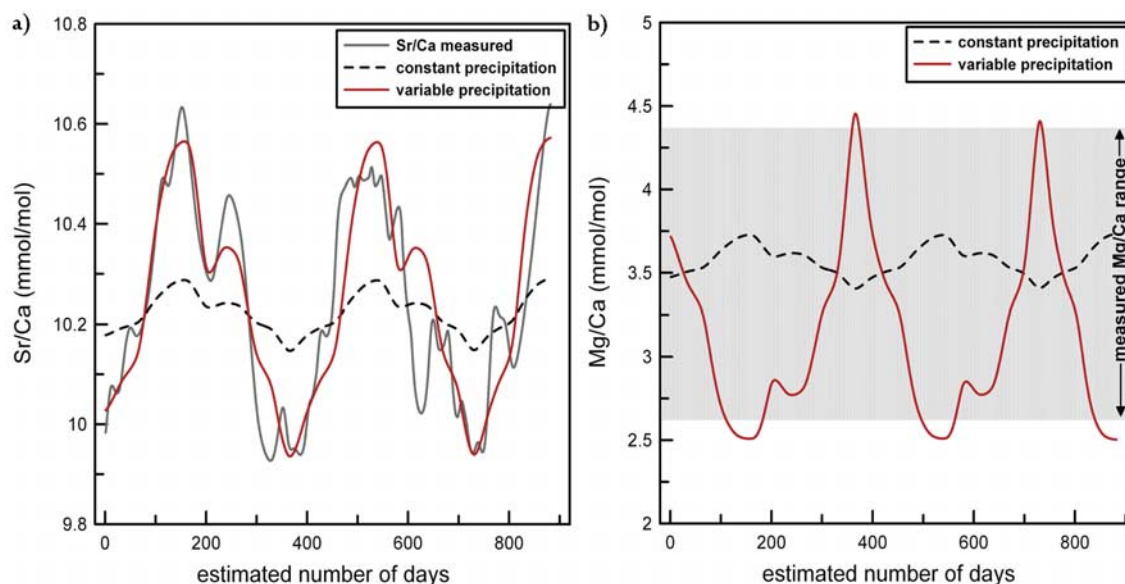 a)
10.8
10.6
10.4
10.2
10
9.8
Sr/Ca (mmol/mol)
Sr/Ca measured
constant precipitation
variable precipitation
0 200 400 600 800
estimated number of days
b)
5
4.5
4
3.5
3
2.5
2
Mg/Ca (mmol/mol)
constant precipitation
variable precipitation
measured Mg/Ca range
0 200 400 600 800
estimated number of days